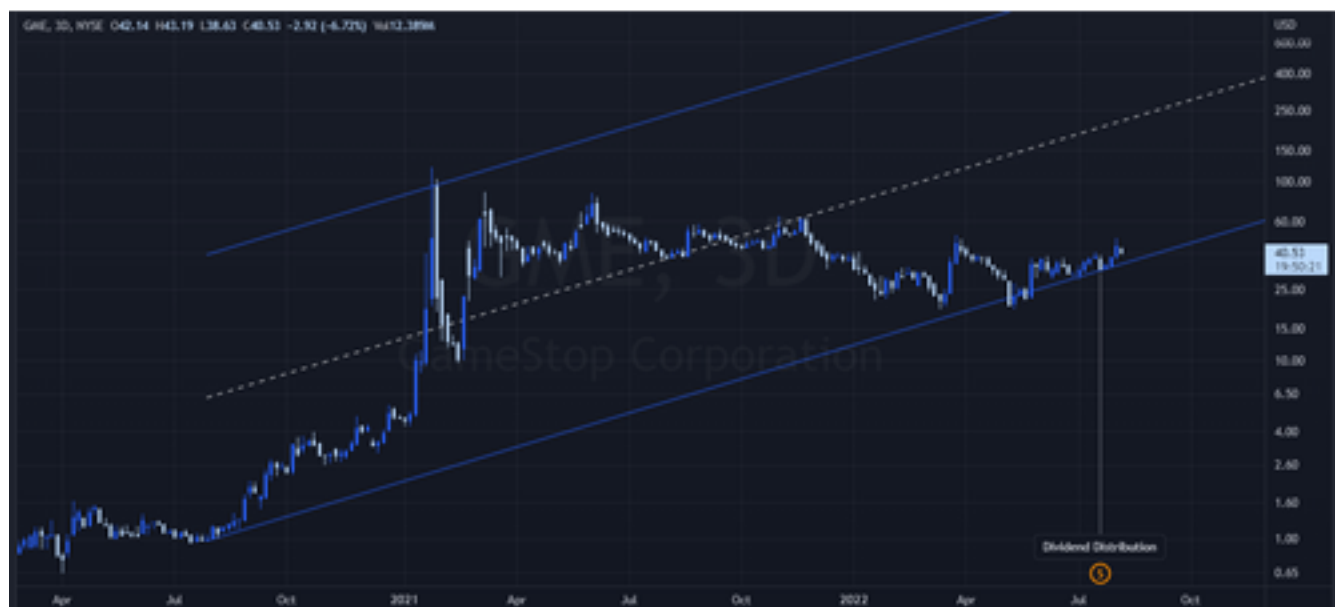 GME, 3D, NYSE O42.14 H43.19 L38.63 C40.53 -2.92 (-6.72%) Vol12.389M
USD
600.00
400.00
250.00
150.00
100.00
60.00
40.53
19:50:21
25.00
15.00
10.00
6.50
4.00
2.60
1.60
1.00
0.65
GME, 3D
GameStop Corporation
Dividend Distribution
S
Apr Jul Oct 2021 Apr Jul Oct 2022 Apr Jul Oct